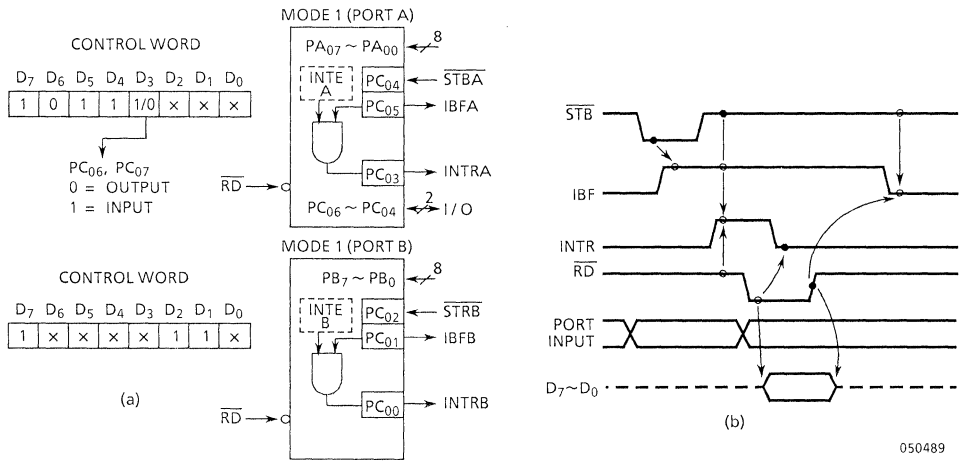 MODE 1 (PORT A)
CONTROL WORD
D7 D6 D5 D4 D3 D2 D1 D0
1 0 1 1 1/0 × × ×
PC06, PC07
0 = OUTPUT
1 = INPUT
PA07 ~ PA00
8
INTE
A
PC04
STBA
PC05
IBFA
PC03
INTRA
RD
PC06 ~ PC04
2
I/O
MODE 1 (PORT B)
CONTROL WORD
D7 D6 D5 D4 D3 D2 D1 D0
1 × × × × 1 1 ×
(a)
PB7 ~ PB0
8
INTE
B
PC02
STRB
PC01
IBFB
PC00
INTRB
RD
STB
IBF
INTR
RD
PORT
INPUT
D7~D0
(b)
050489